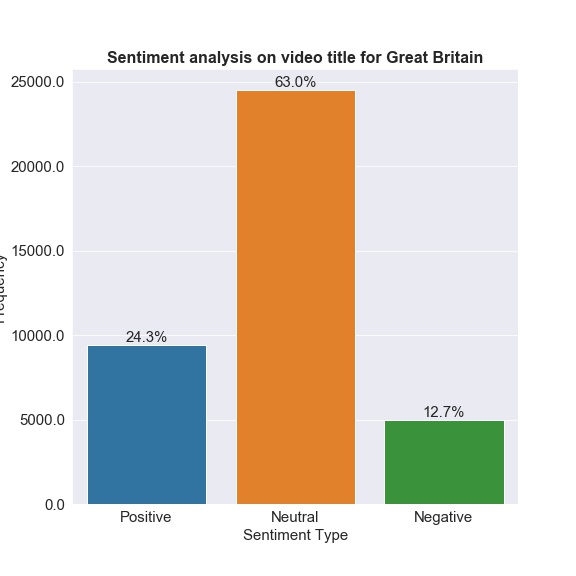 Sentiment analysis on video title for Great Britain
25000.0
20000.0
15000.0
10000.0
5000.0
0.0
24.3%
63.0%
12.7%
Positive
Neutral
Negative
Sentiment Type